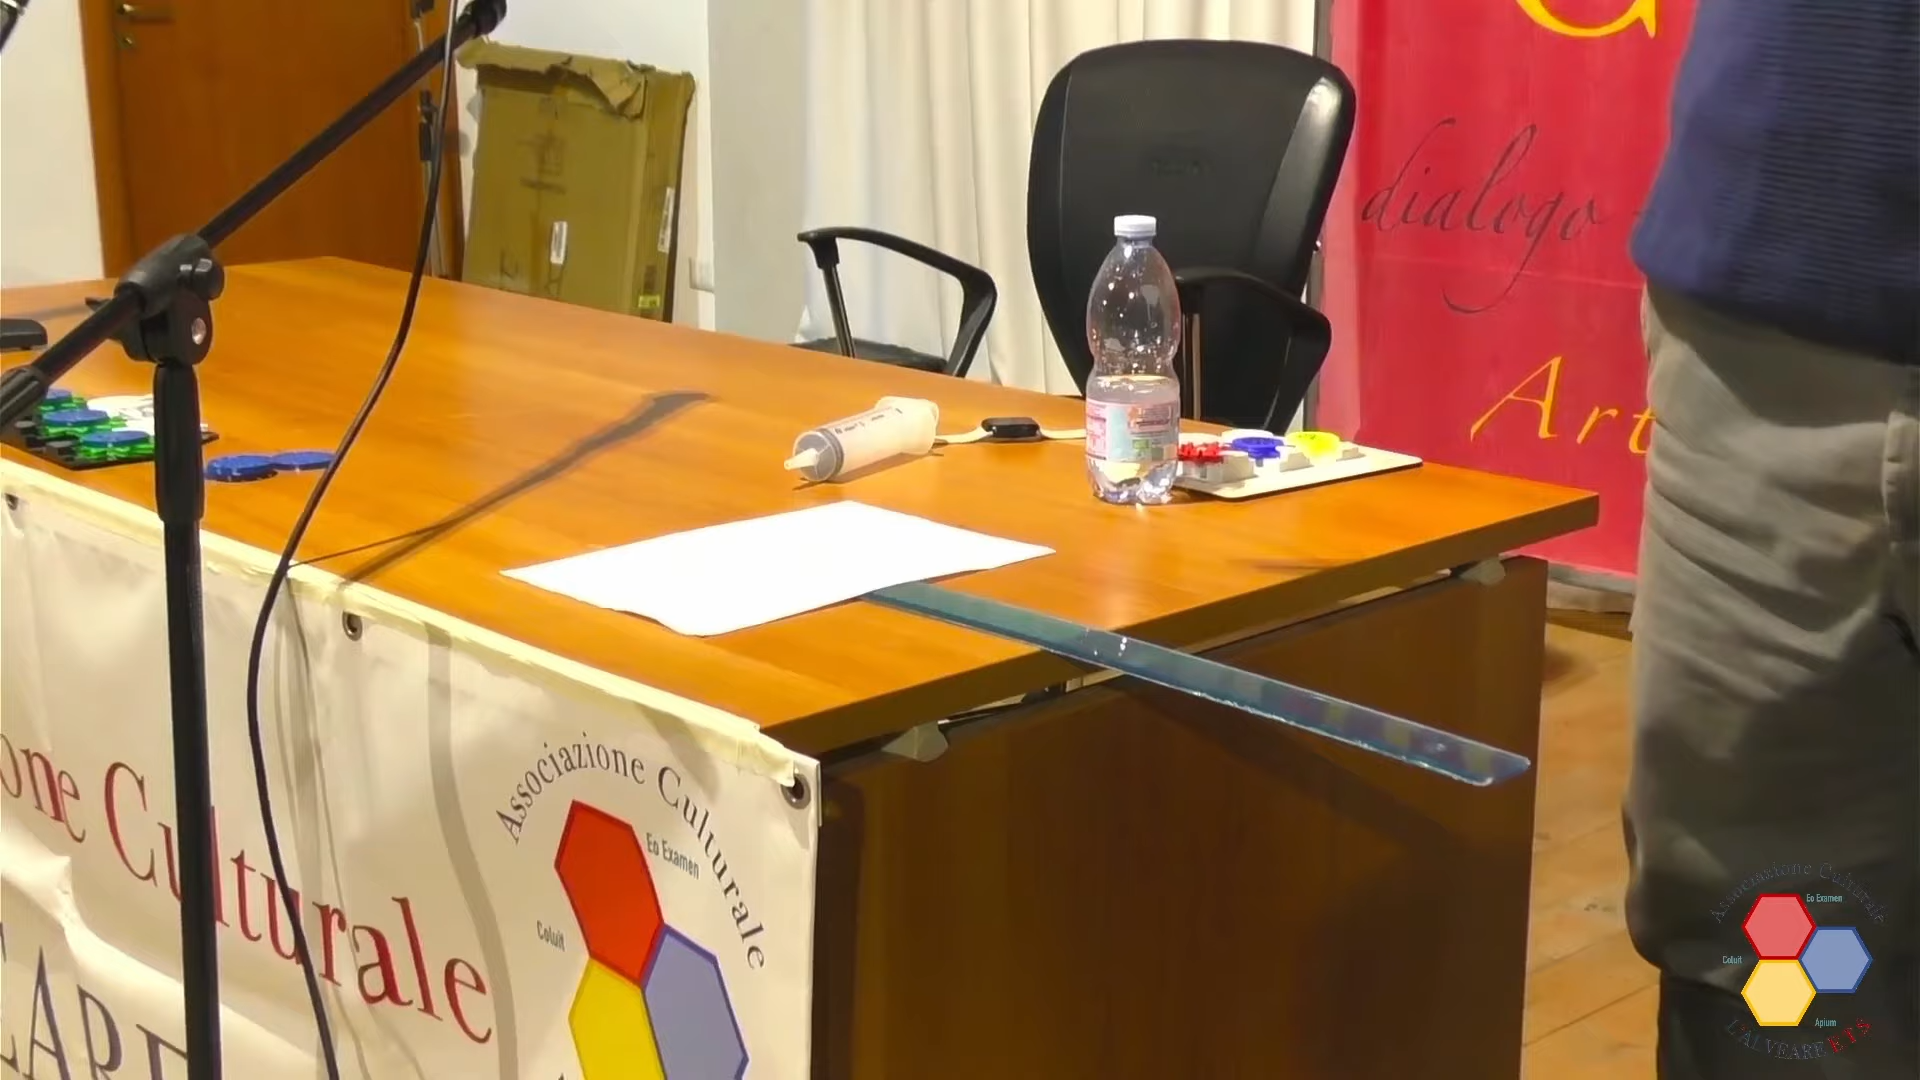 G
dialogo
Art
one Culturale
Associazione Culturale
Eo Examen
Coluit
Associazione Culturale
Eo Examen
Coluit
Apium
L'ALVEARE ETS